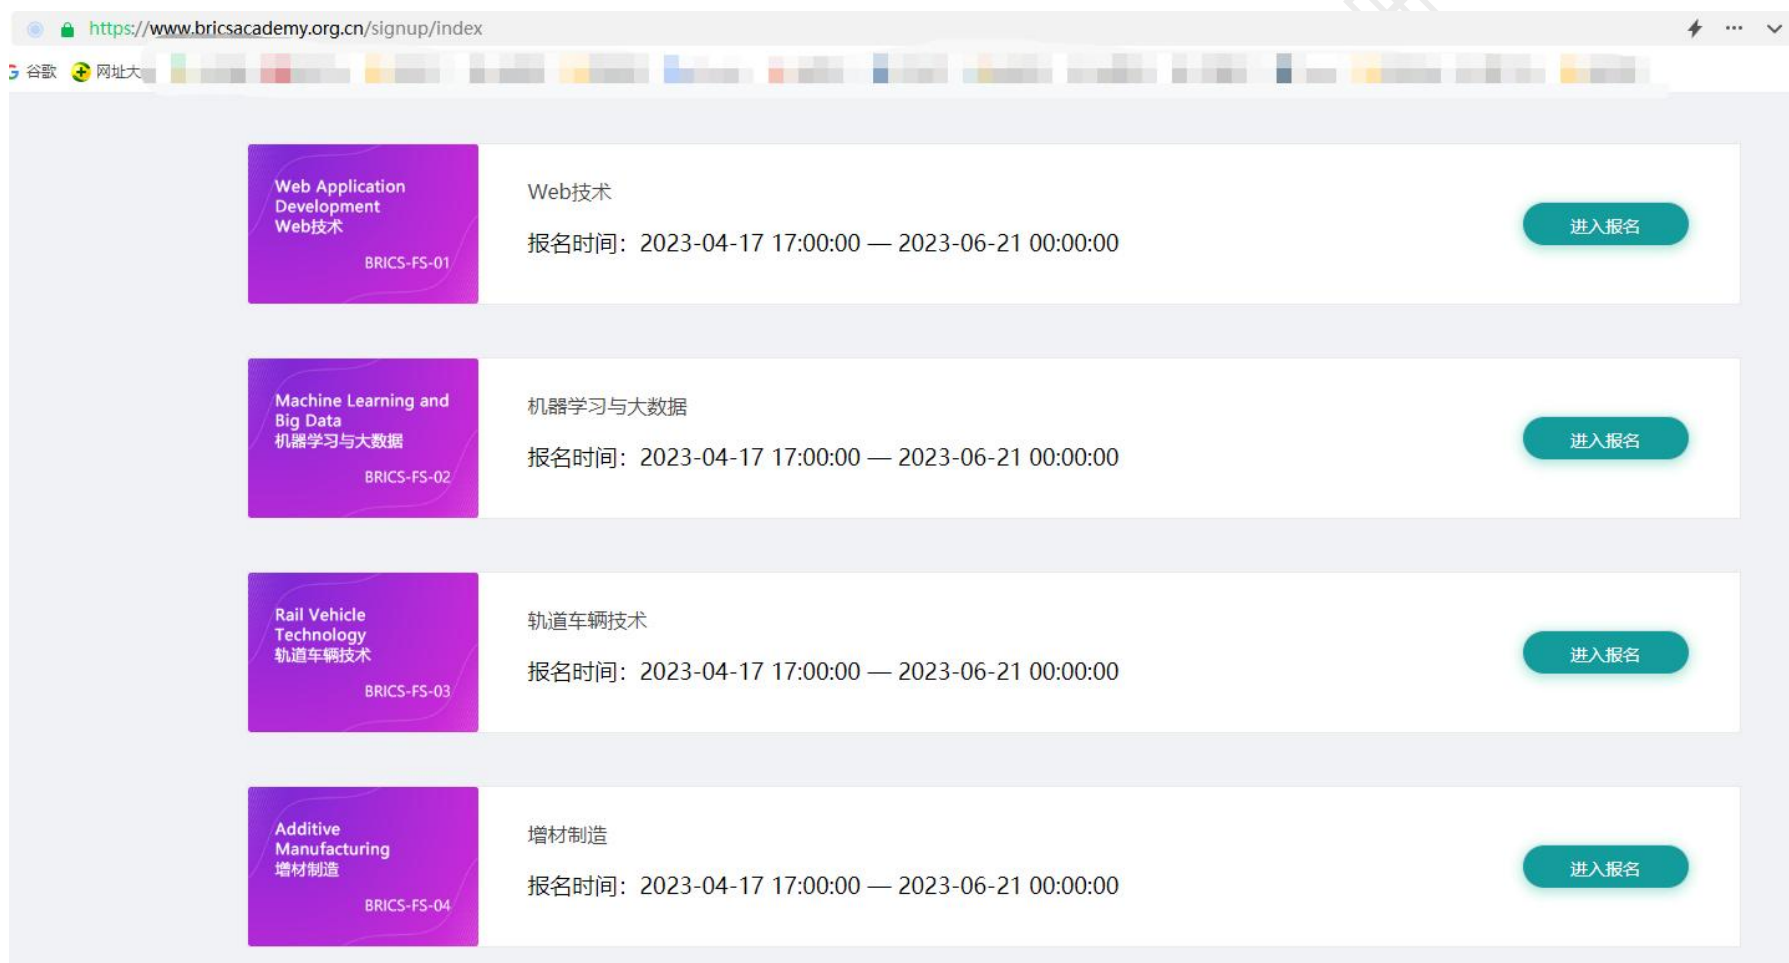 https://www.bricsacademy.org.cn/signup/index
谷歌 网址大
Web Application
Development
Web技术
BRICS-FS-01
Web技术
报名时间：2023-04-17 17:00:00 — 2023-06-21 00:00:00
进入报名
Machine Learning and
Big Data
机器学习与大数据
BRICS-FS-02
机器学习与大数据
报名时间：2023-04-17 17:00:00 — 2023-06-21 00:00:00
进入报名
Rail Vehicle
Technology
轨道车辆技术
BRICS-FS-03
轨道车辆技术
报名时间：2023-04-17 17:00:00 — 2023-06-21 00:00:00
进入报名
Additive
Manufacturing
增材制造
BRICS-FS-04
增材制造
报名时间：2023-04-17 17:00:00 — 2023-06-21 00:00:00
进入报名